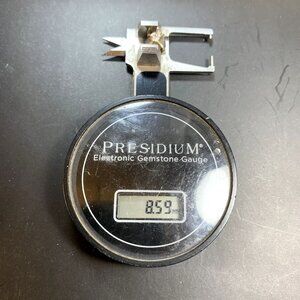 PRESIDIUM®
Electronic Gemstone Gauge
8.59